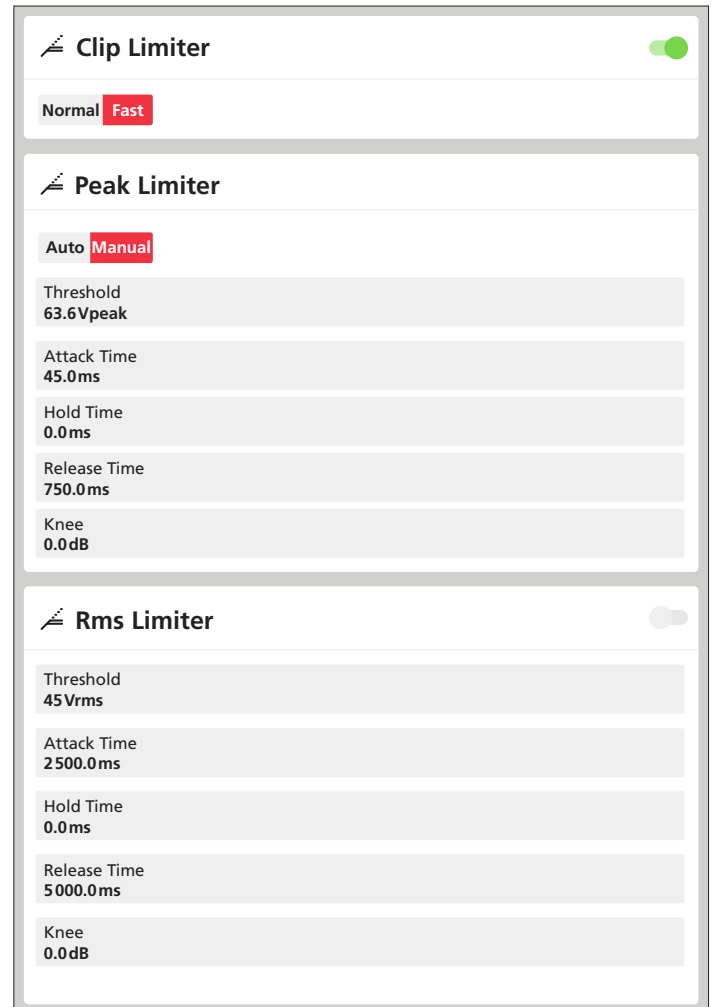 Clip Limiter
Normal Fast
Peak Limiter
Auto Manual
Threshold
63.6Vpeak
Attack Time
45.0ms
Hold Time
0.0ms
Release Time
750.0ms
Knee
0.0dB
Rms Limiter
Threshold
45Vrms
Attack Time
2500.0ms
Hold Time
0.0ms
Release Time
5000.0ms
Knee
0.0dB